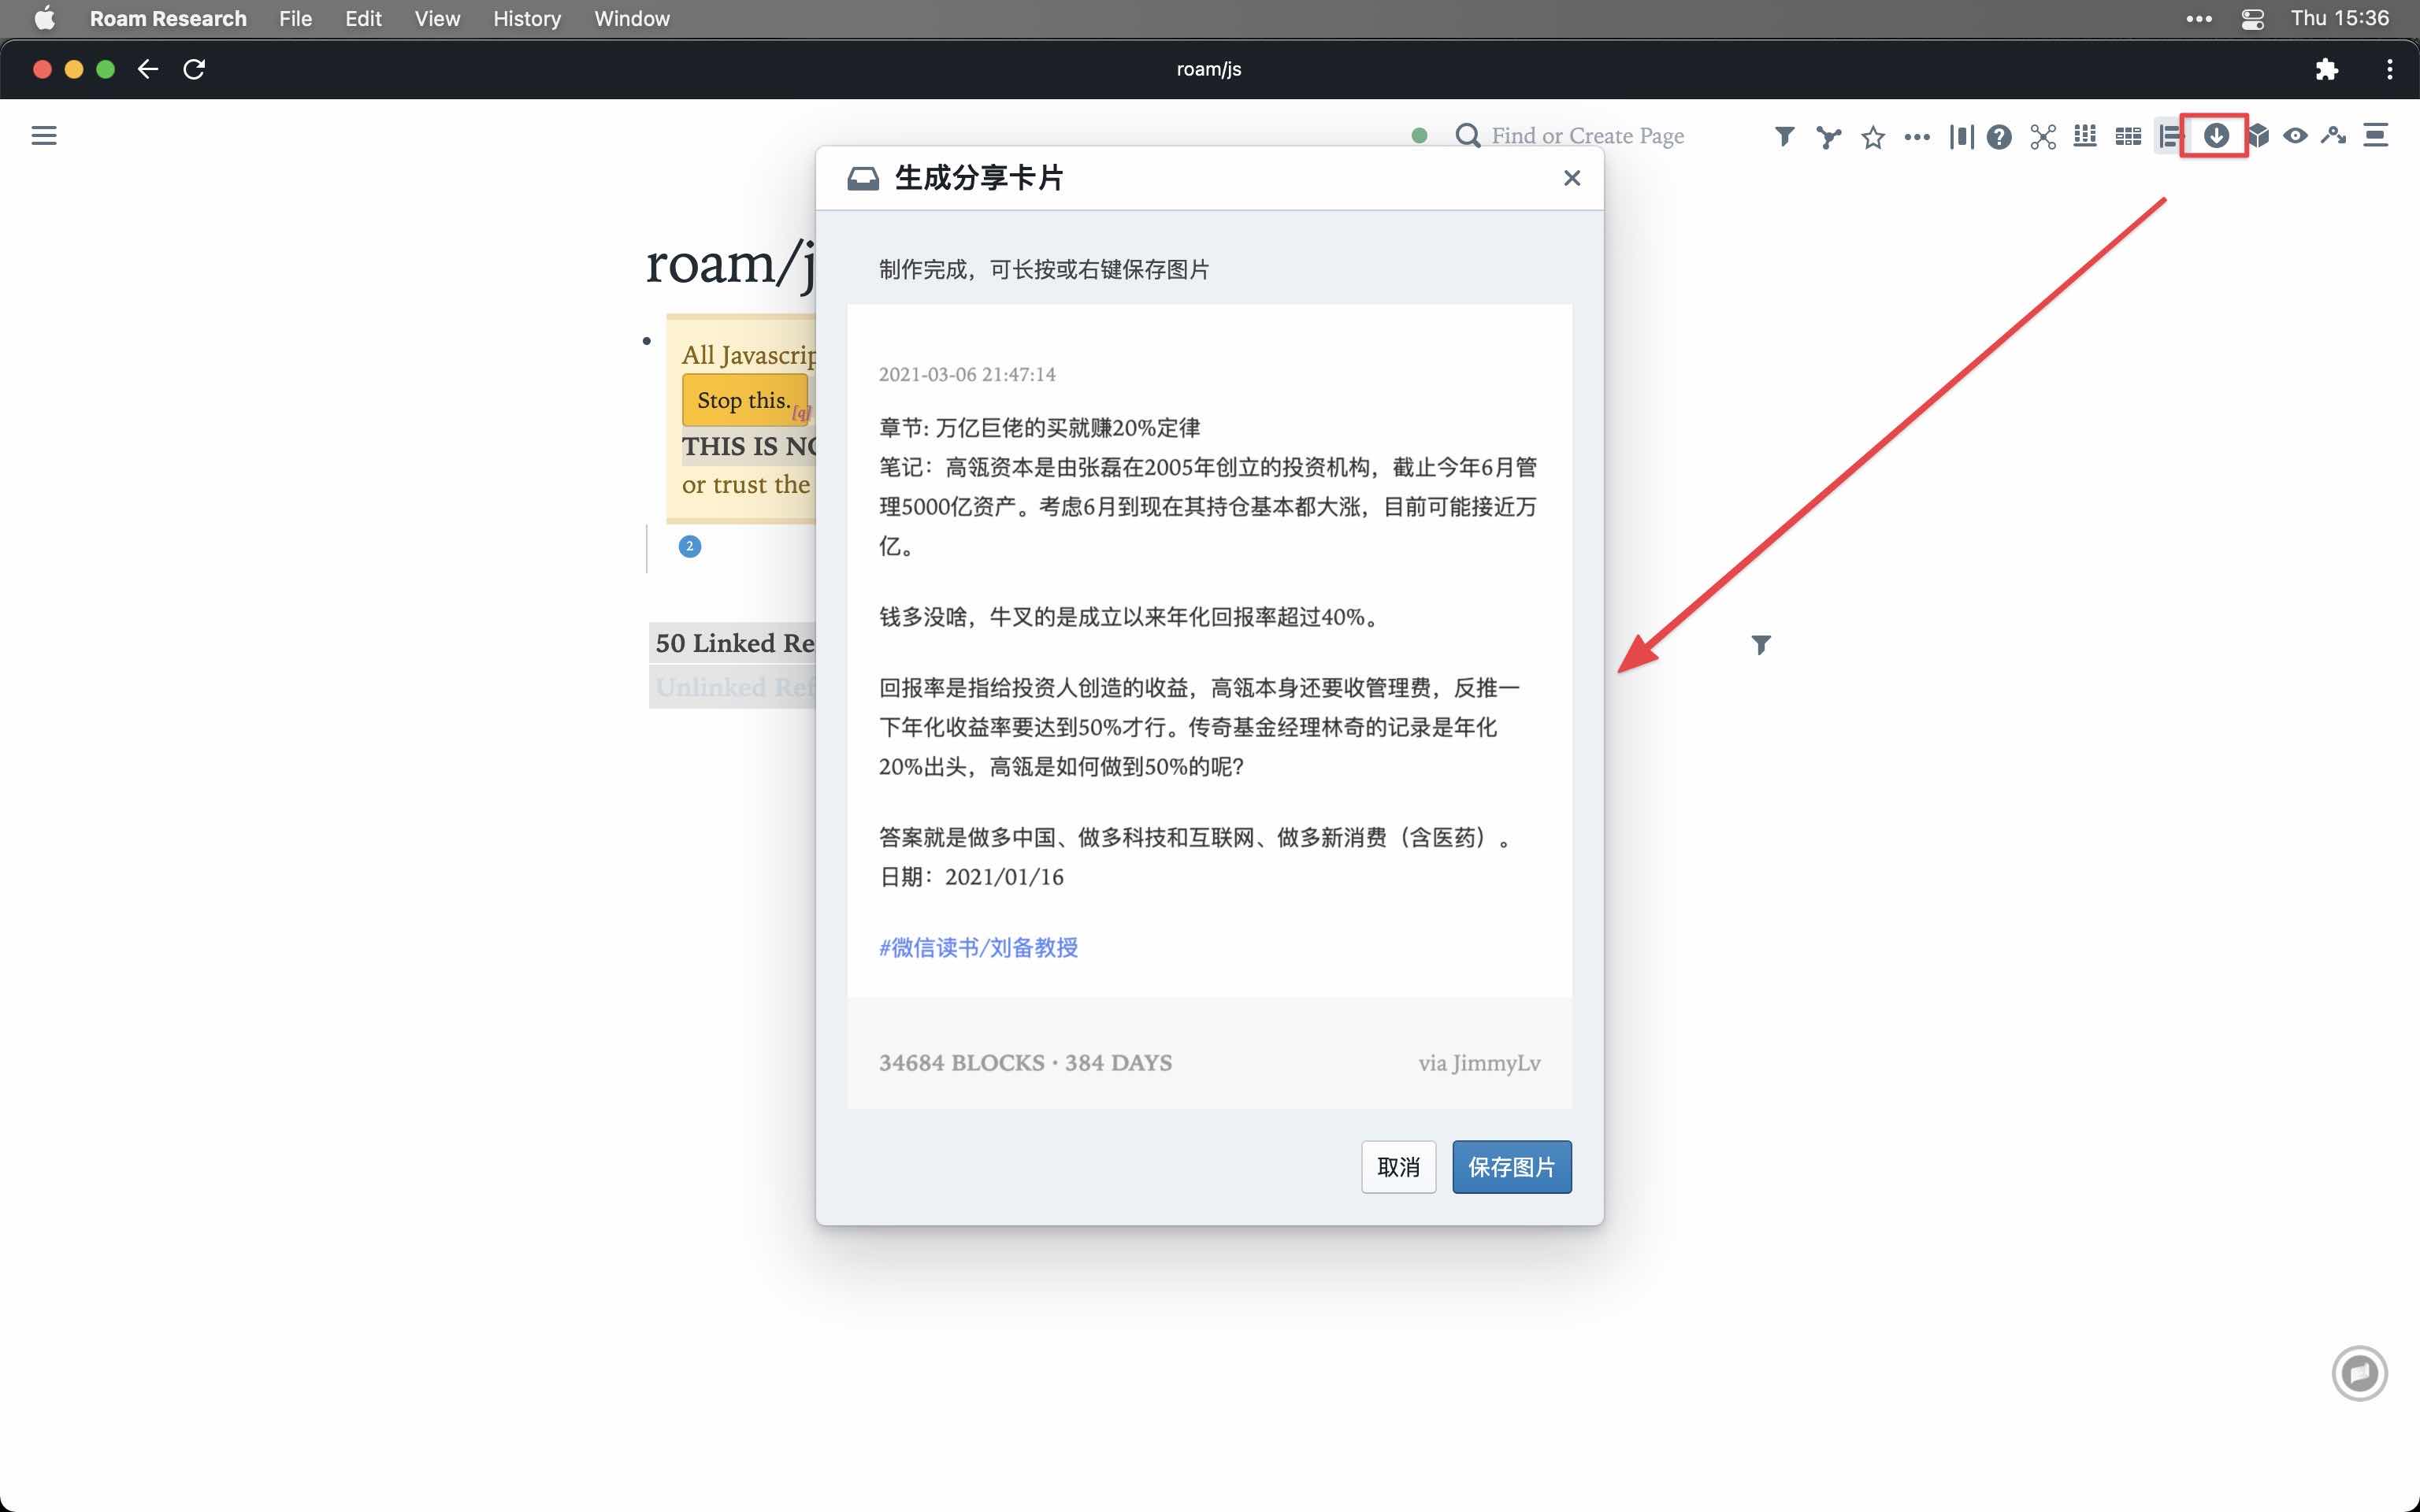 Roam Research File Edit View History Window
Thu 15:36
roam/js
Find or Create Page
生成分享卡片
制作完成，可长按或右键保存图片
roam/j
All Javascrip
Stop this.
[q]
THIS IS NO
or trust the
2
50 Linked Re
Unlinked Ref
2021-03-06 21:47:14
章节: 万亿巨佬的买就赚20%定律
笔记：高瓴资本是由张磊在2005年创立的投资机构，截止今年6月管
理5000亿资产。考虑6月到现在其持仓基本都大涨，目前可能接近万
亿。
钱多没啥，牛叉的是成立以来年化回报率超过40%。
回报率是指给投资人创造的收益，高瓴本身还要收管理费，反推一
下年化收益率要达到50%才行。传奇基金经理林奇的记录是年化
20%出头，高瓴是如何做到50%的呢？
答案就是做多中国、做多科技和互联网、做多新消费（含医药）。
日期：2021/01/16
#微信读书/刘备教授
34684 BLOCKS · 384 DAYS
via JimmyLv
取消
保存图片